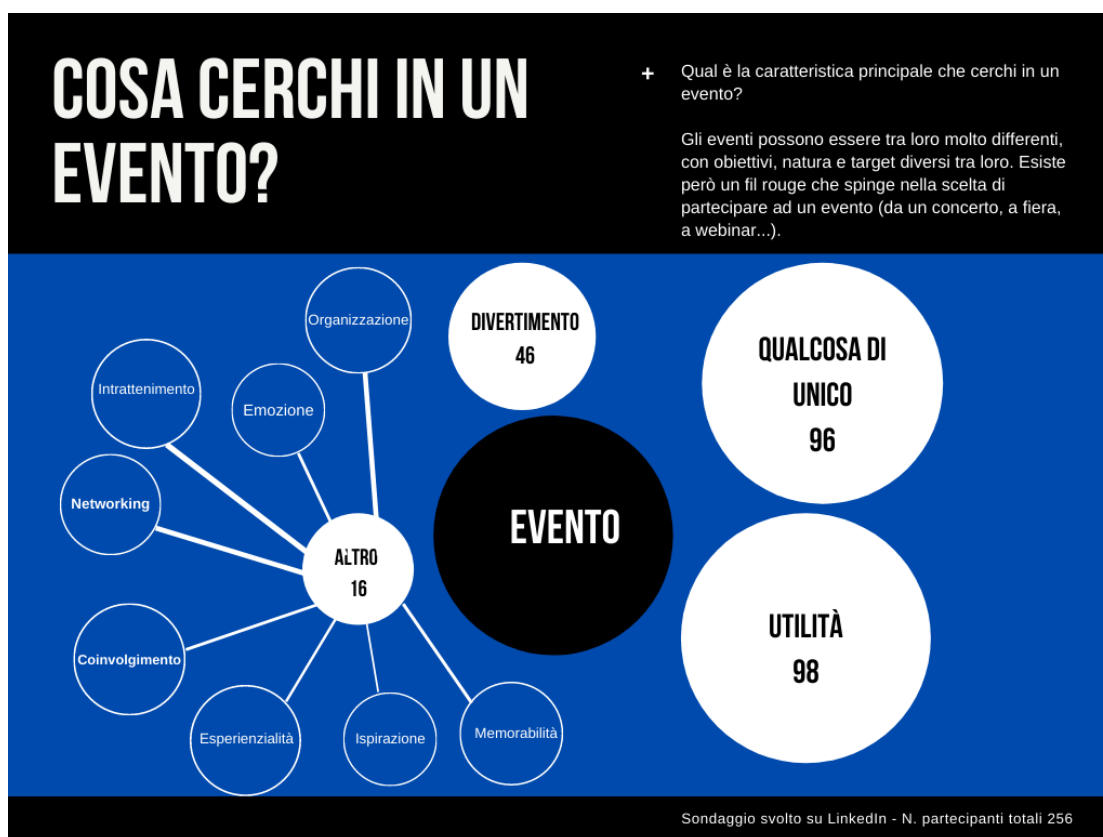 COSA CERCHI IN UN
EVENTO?
+
Qual è la caratteristica principale che cerchi in un
evento?
Gli eventi possono essere tra loro molto differenti,
con obiettivi, natura e target diversi tra loro. Esiste
però un fil rouge che spinge nella scelta di
partecipare ad un evento (da un concerto, a fiera,
a webinar...).
Organizzazione
Intrattenimento
Emozione
Networking
ALTRO
16
Coinvolgimento
Esperienzialità
Ispirazione
Memorabilità
DIVERTIMENTO
46
EVENTO
QUALCOSA DI
UNICO
96
UTILITÀ
98
Sondaggio svolto su LinkedIn - N. partecipanti totali 256